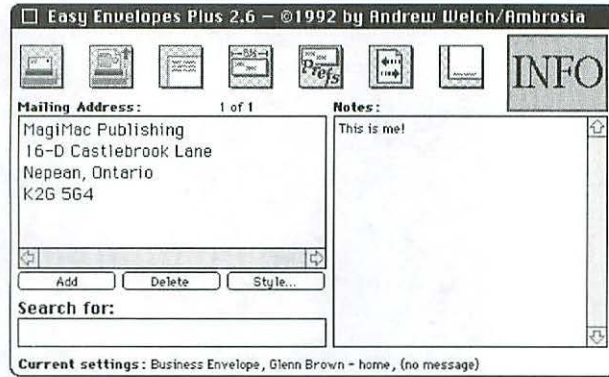 Easy Envelopes Plus 2.6 – ©1992 by Andrew Welch/Ambrosia
Prefs
INFO
Mailing Address: 1 of 1
MagiMac Publishing
16-D Castlebrook Lane
Nepean, Ontario
K2G 5G4
Add Delete Style...
Search for:
Notes:
This is me!
Current settings: Business Envelope, Glenn Brown - home, (no message)